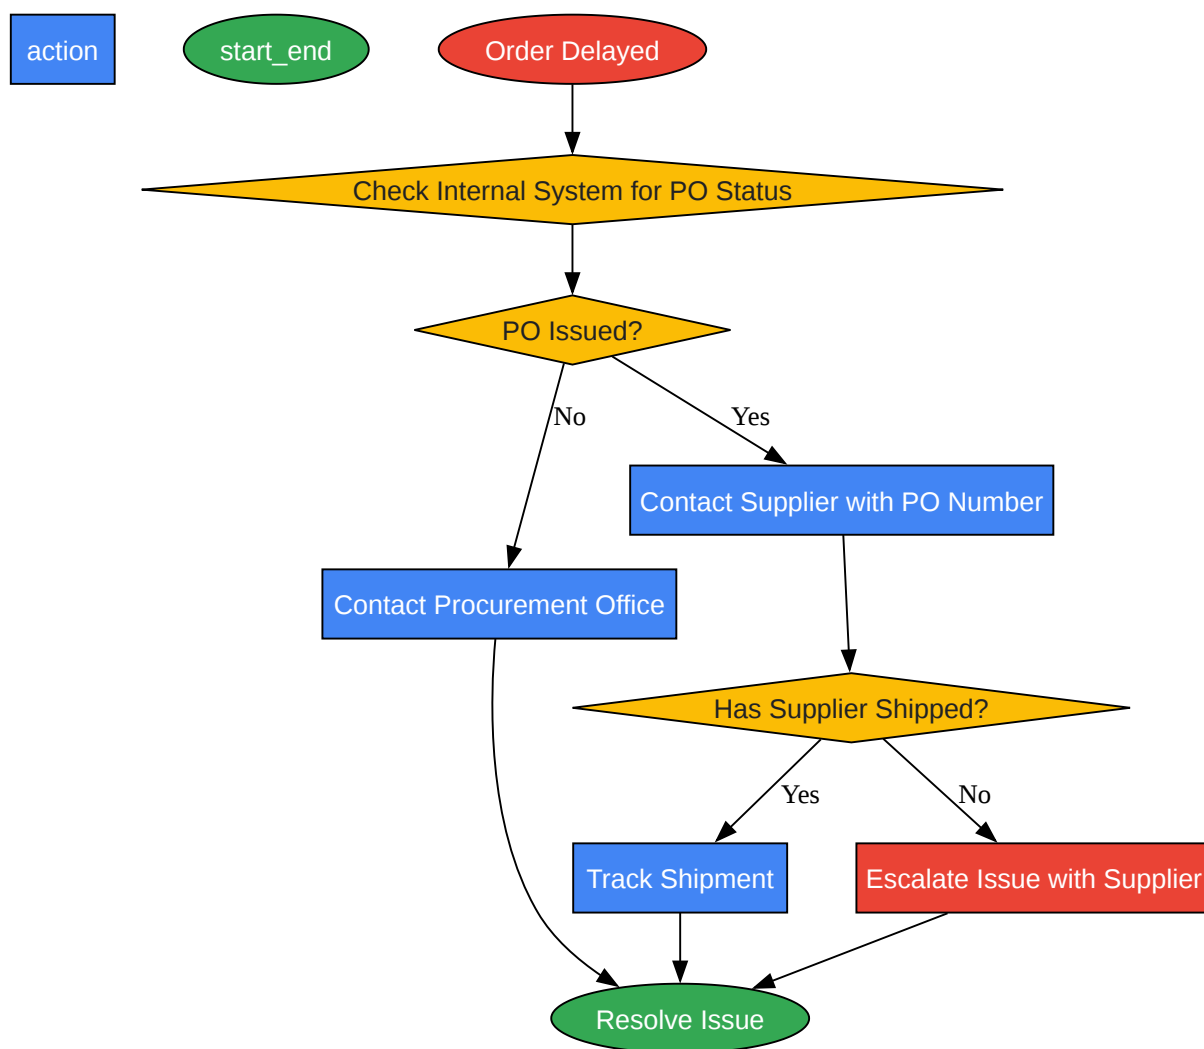 action
start_end
Order Delayed
Check Internal System for PO Status
PO Issued?
No
Yes
Contact Supplier with PO Number
Contact Procurement Office
Has Supplier Shipped?
Yes
No
Track Shipment
Escalate Issue with Supplier
Resolve Issue